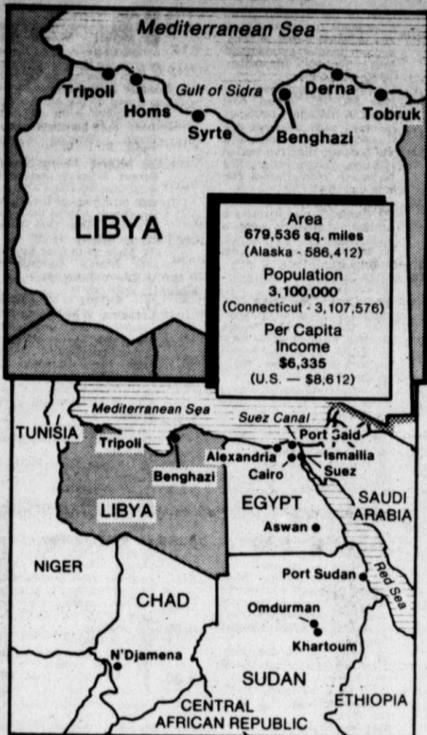 Mediterranean Sea
Tripoli
Homs
Gulf of Sidra
Syrte
Derna
Benghazi
Tobruk
LIBYA
Area
679,536 sq. miles
(Alaska - 586,412)
Population
3,100,000
(Connecticut - 3,107,576)
Per Capita
Income
$6,335
(U.S. — $8,612)
Mediterranean Sea
Suez Canal
TUNISIA
Tripoli
Benghazi
Alexandria
Port Said
Ismailia
Cairo
Suez
LIBYA
EGYPT
SAUDI
ARABIA
Aswan
NIGER
Port Sudan
Red Sea
CHAD
Omdurman
Khartoum
N'Djamena
SUDAN
ETHIOPIA
CENTRAL
AFRICAN REPUBLIC